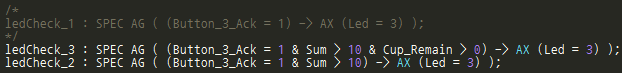 /*
ledCheck_1 : SPEC AG ( (Button_3_Ack = 1) -> AX (Led = 3) );
*/
ledCheck_3 : SPEC AG ( (Button_3_Ack = 1 & Sum > 10 & Cup_Remain > 0) -> AX (Led = 3) );
ledCheck_2 : SPEC AG ( (Button_3_Ack = 1 & Sum > 10) -> AX (Led = 3) );